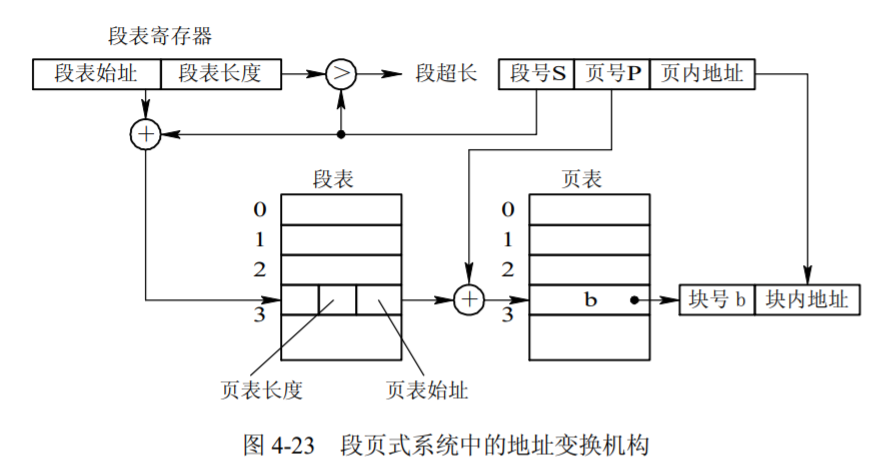 段表寄存器
段表始址 段表长度 > 段超长 段号S 页号P 页内地址
+
段表 页表
0 0
1 1
2 2
+ b 块号 b 块内地址
3 3
页表长度 页表始址
图 4-23 段页式系统中的地址变换机构